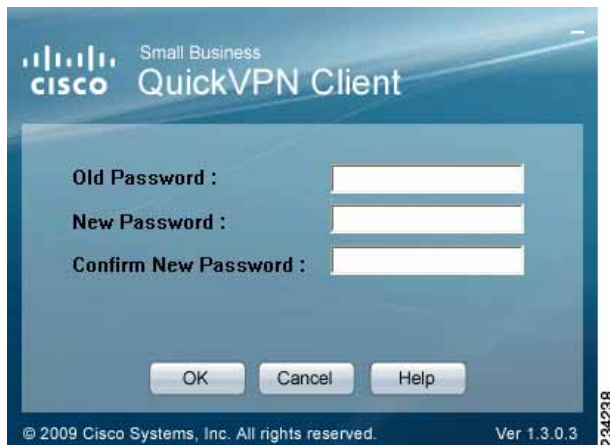 Small Business
CISCO QuickVPN Client
Old Password :
New Password :
Confirm New Password :
OK Cancel Help
© 2009 Cisco Systems, Inc. All rights reserved. Ver 1.3.0.3